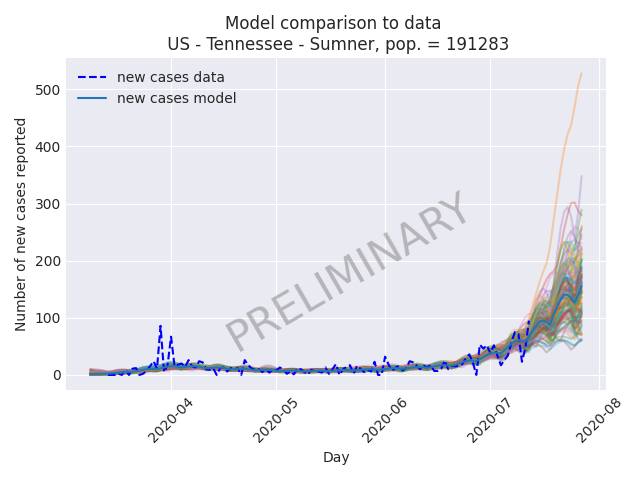 Model comparison to data
US - Tennessee - Sumner, pop. = 191283
new cases data
new cases model
500
400
300
200
100
0
Number of new cases reported
PRELIMINARY
2020-04
2020-05
2020-06
2020-07
2020-08
Day